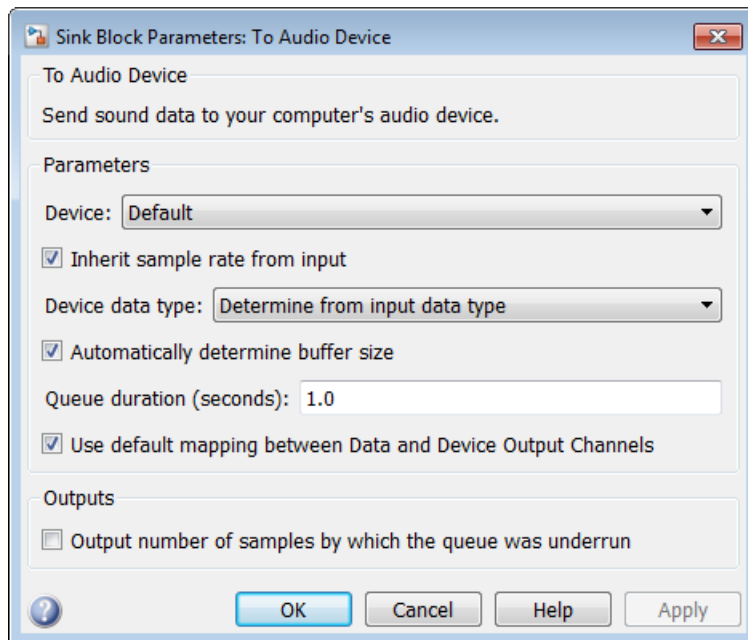 Sink Block Parameters: To Audio Device
To Audio Device
Send sound data to your computer's audio device.
Parameters
Device: Default
Inherit sample rate from input
Device data type: Determine from input data type
Automatically determine buffer size
Queue duration (seconds): 1.0
Use default mapping between Data and Device Output Channels
Outputs
Output number of samples by which the queue was underrun
? OK Cancel Help Apply